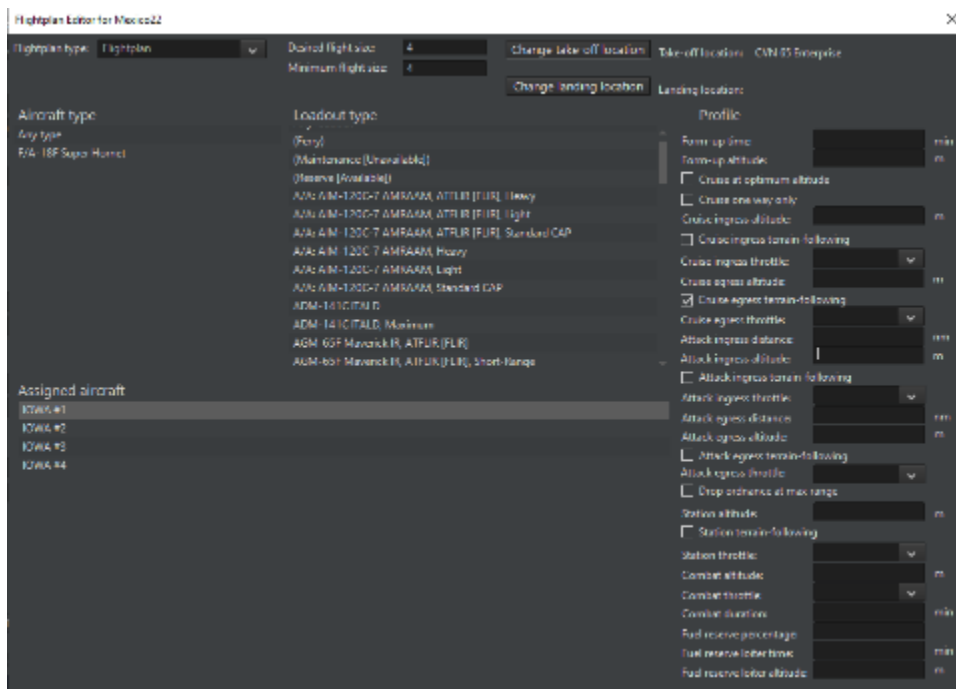 Flightplan Editor for Mexico22
Flightplan type: Flightplan
Desired flight size: 4
Minimum flight size: 4
Change take off location
Take-off location: CVN 65 Enterprise
Change landing location
Landing location:
Aircraft type
Any type
F/A-18F Super Hornet
Loadout type
(Ferry)
(Maintenance [Unavailable])
(Reserve [Available])
A/A: AIM-120C-7 AMRAAM, ATFLIR [FLIR], Heavy
A/A: AIM-120C-7 AMRAAM, ATFLIR [FLIR], Light
A/A: AIM-120C-7 AMRAAM, ATFLIR [FLIR], Standard CAP
A/A: AIM-120C-7 AMRAAM, Heavy
A/A: AIM-120C-7 AMRAAM, Light
A/A: AIM-120C-7 AMRAAM, Standard CAP
ADM-141C ITALD
ADM-141C ITALD, Maximum
AGM-65F Maverick IR, ATFLIR [FLIR]
AGM-65F Maverick IR, ATFLIR [FLIR], Short-Range
Assigned aircraft
IOWA #1
IOWA #2
IOWA #3
IOWA #4
Profile
Form-up time: min
Form-up altitude: m
Cruise at optimum altitude
Cruise one way only
Cruise ingress altitude: m
Cruise ingress terrain-following
Cruise ingress throttle:
Cruise egress altitude: m
Cruise egress terrain-following
Cruise egress throttle:
Attack ingress distance: nm
Attack ingress altitude: m
Attack ingress terrain-following
Attack ingress throttle:
Attack egress distance: nm
Attack egress altitude: m
Attack egress terrain-following
Attack egress throttle:
Drop ordnance at max range
Station altitude: m
Station terrain-following
Station throttle:
Combat altitude: m
Combat throttle:
Combat duration: min
Fuel reserve percentage:
Fuel reserve loiter time: min
Fuel reserve loiter altitude: m